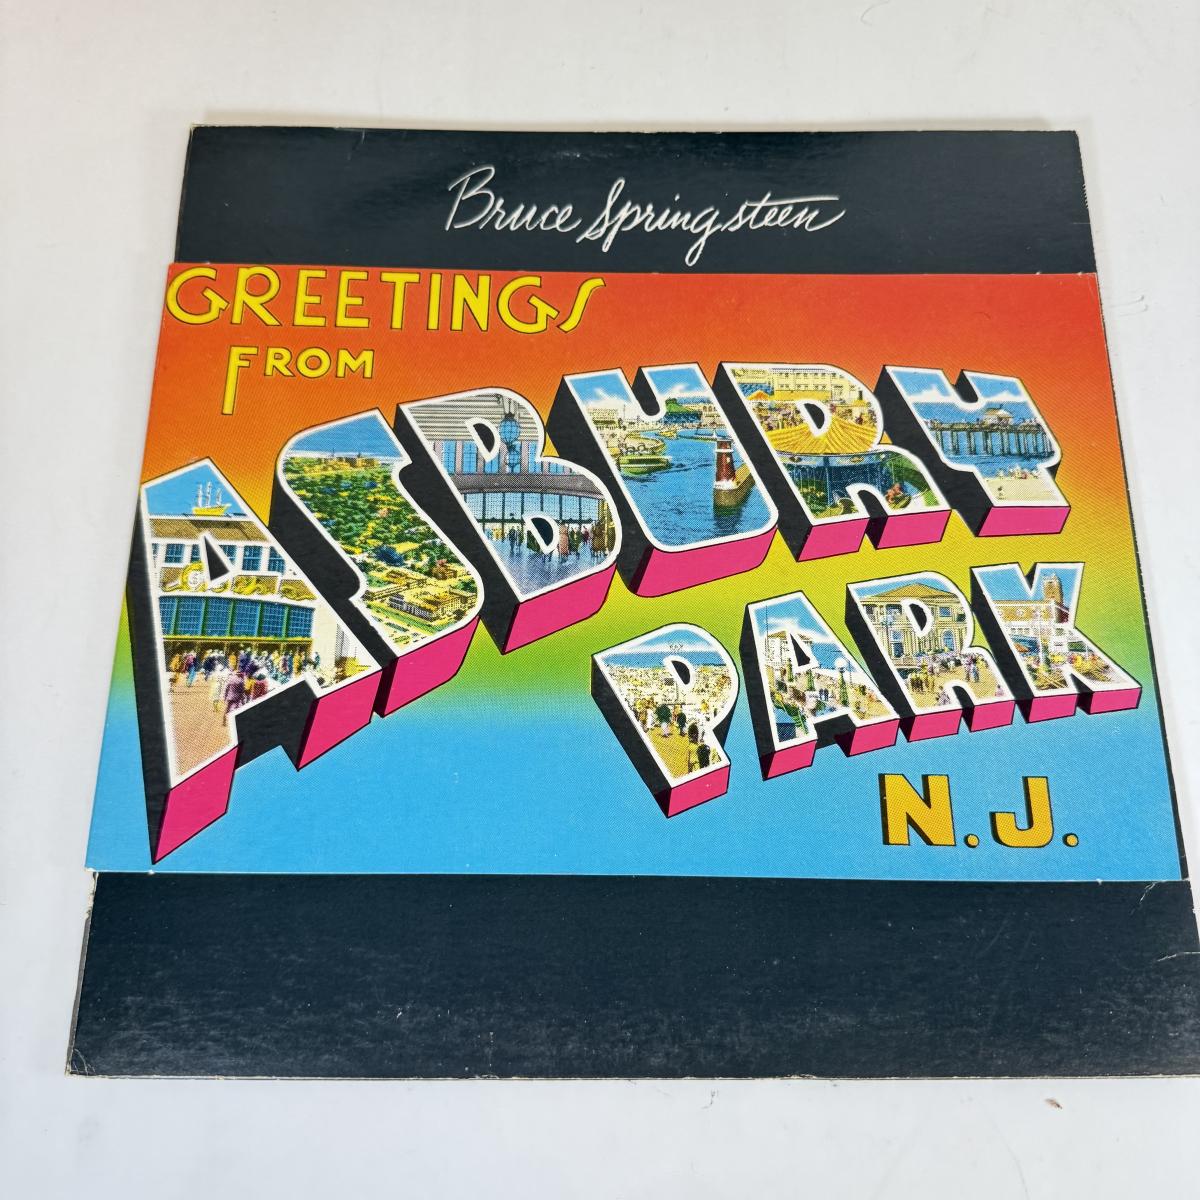 Bruce Springsteen
GREETINGS
FROM
ASBURY
PARK
N.J.